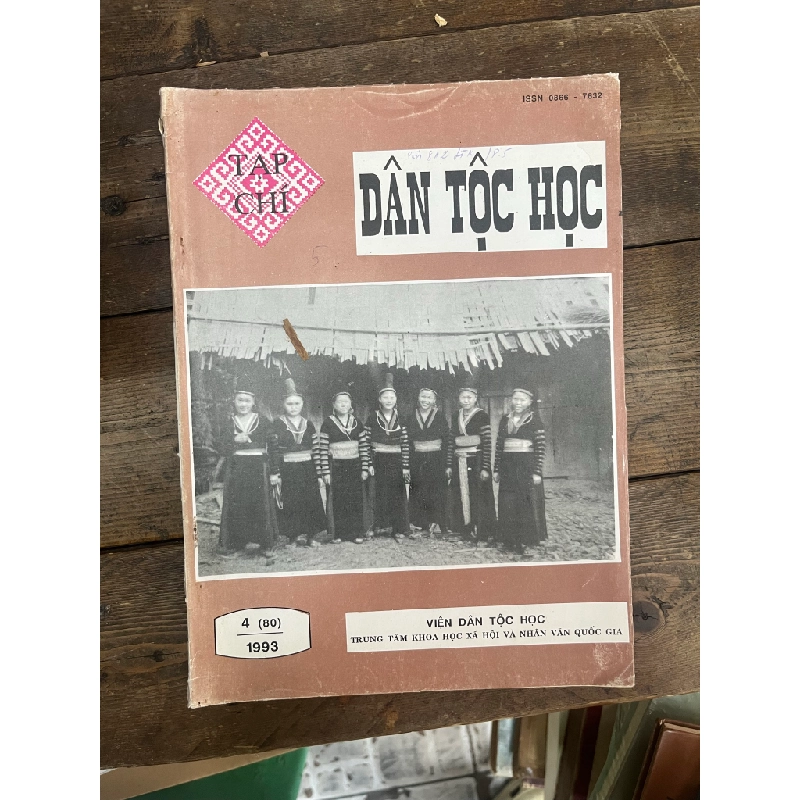 ISSN 0866 - 7632
TẠP
CHÍ
DÂN TỘC HỌC
4 (80)
1993
VIỆN DÂN TỘC HỌC
TRUNG TÂM KHOA HỌC XÃ HỘI VÀ NHÂN VĂN QUỐC GIA